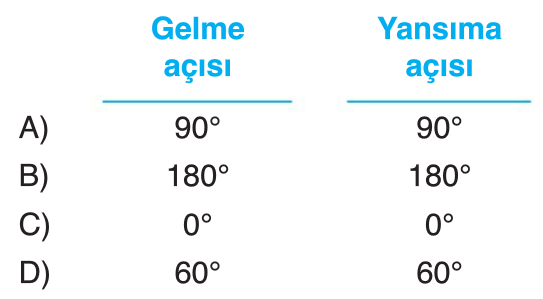 Gelme Yansıma
açısı açısı
A) 90° 90°
B) 180° 180°
C) 0° 0°
D) 60° 60°